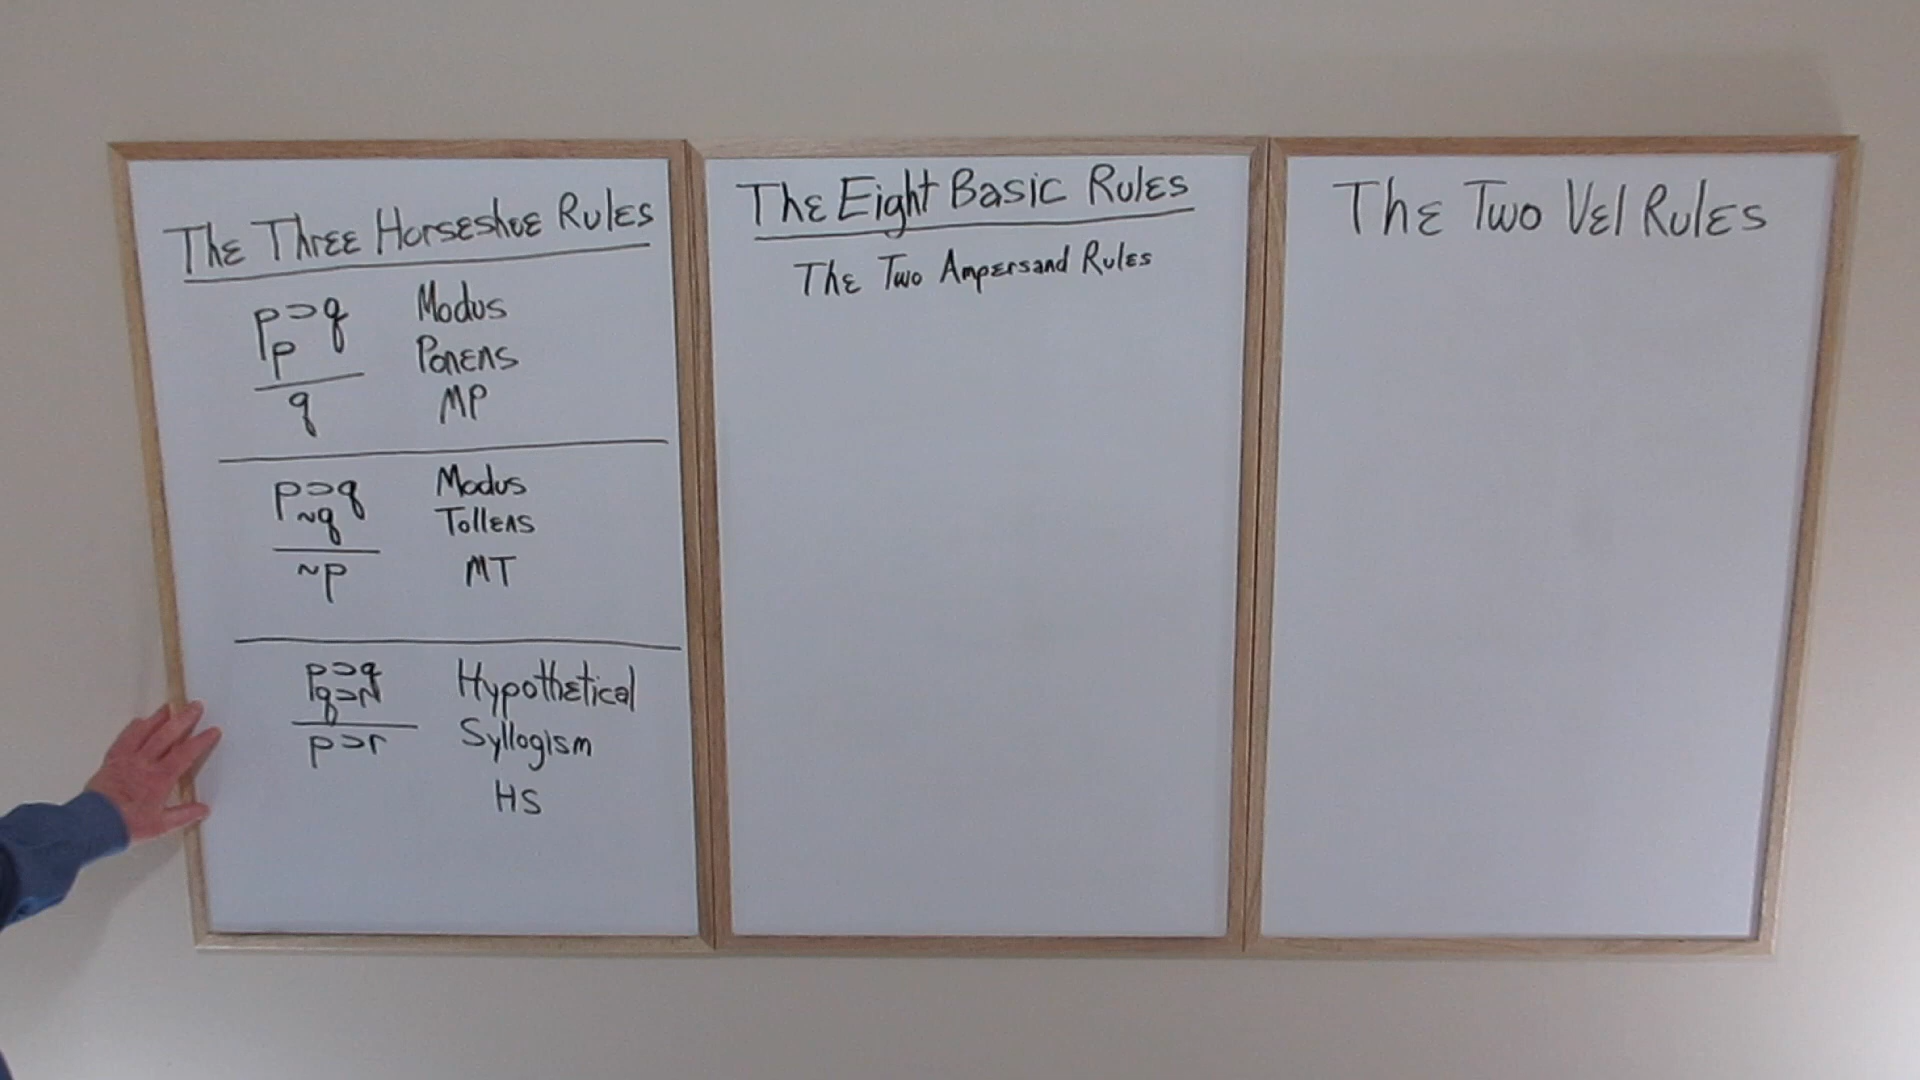 The Three Horseshoe Rules
p⊃q Modus
p Ponens
q MP
p⊃q Modus
~q Tollens
~p MT
p⊃q Hypothetical
q⊃r
p⊃r Syllogism
HS
The Eight Basic Rules
The Two Ampersand Rules
The Two Vel Rules